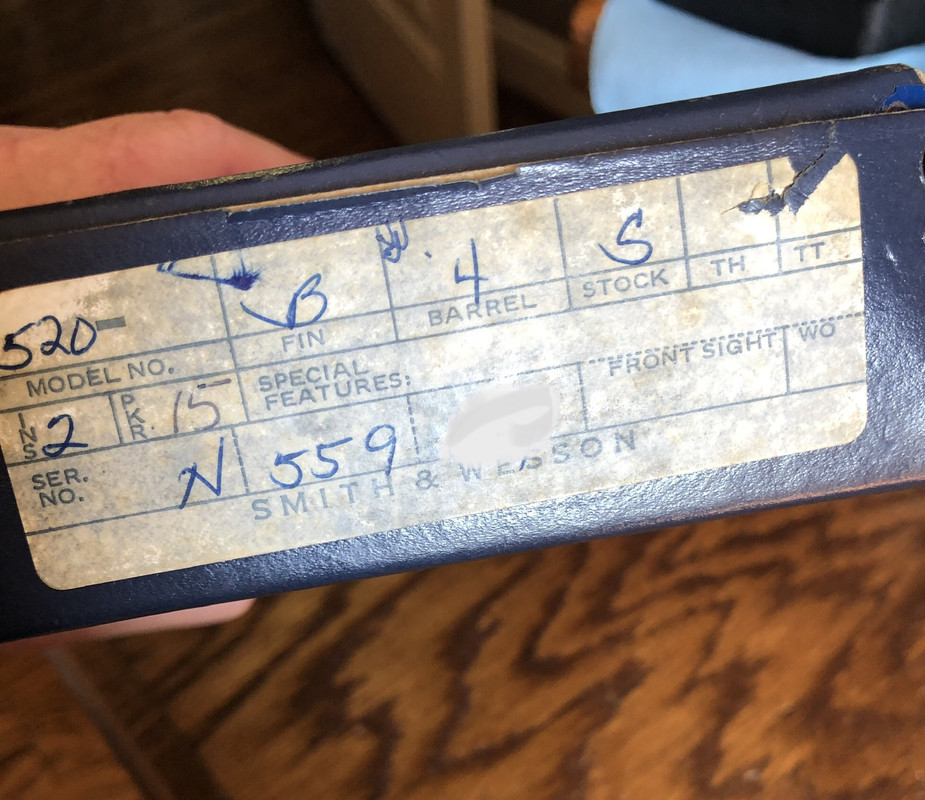 520- B 4 S
MODEL NO. FIN BARREL STOCK TH TT
INS 2 PKR. 15 SPECIAL FEATURES: FRONT SIGHT WO
SER. NO. N 559
SMITH & WESSON